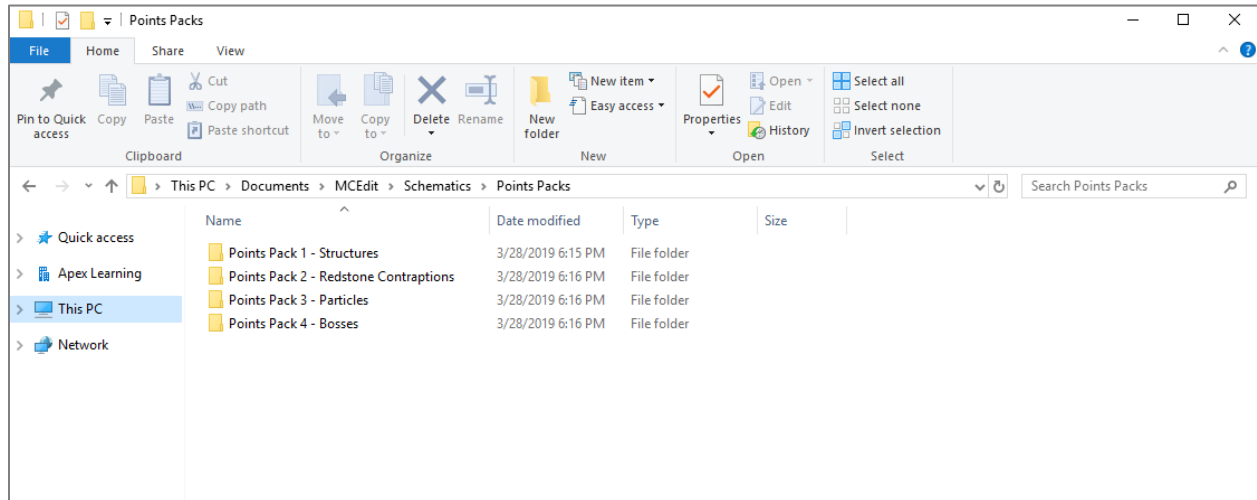 Points Packs
File Home Share View
Pin to Quick access
Copy
Paste
Cut
Copy path
Paste shortcut
Clipboard
Move to
Copy to
Delete
Rename
Organize
New folder
New item
Easy access
New
Properties
Open
Edit
History
Open
Select all
Select none
Invert selection
Select
This PC > Documents > MCEdit > Schematics > Points Packs
Search Points Packs
Quick access
Apex Learning
This PC
Network
Name Date modified Type Size
Points Pack 1 - Structures 3/28/2019 6:15 PM File folder
Points Pack 2 - Redstone Contraptions 3/28/2019 6:16 PM File folder
Points Pack 3 - Particles 3/28/2019 6:16 PM File folder
Points Pack 4 - Bosses 3/28/2019 6:16 PM File folder